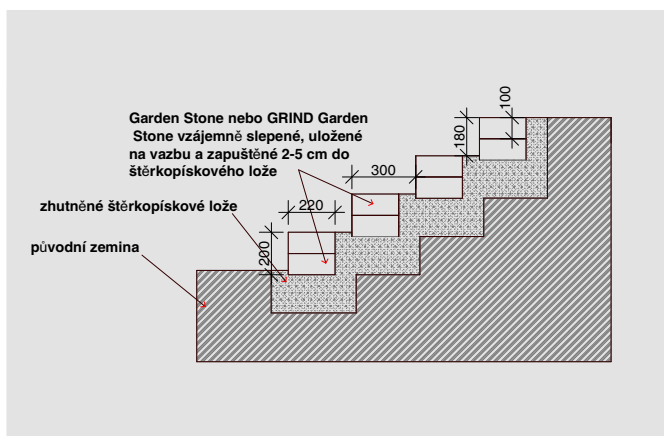 Garden Stone nebo GRIND Garden
Stone vzájemně slepené, uložené
na vazbu a zapuštěné 2-5 cm do
štěrkopískového lože
zhutněné štěrkopískové lože
původní zemina
200
220
300
180
100